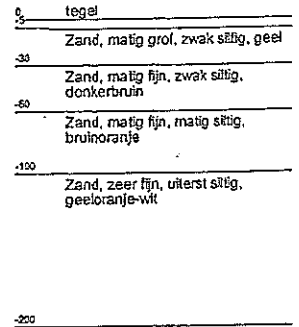 0 tegel
-5
Zand, matig grof, zwak siltig, geel
-33
Zand, matig fijn, zwak siltig,
donkerbruin
-60
Zand, matig fijn, matig siltig,
bruinoranje
-100
Zand, zeer fijn, uiterst siltig,
geeloranje-wit
-200